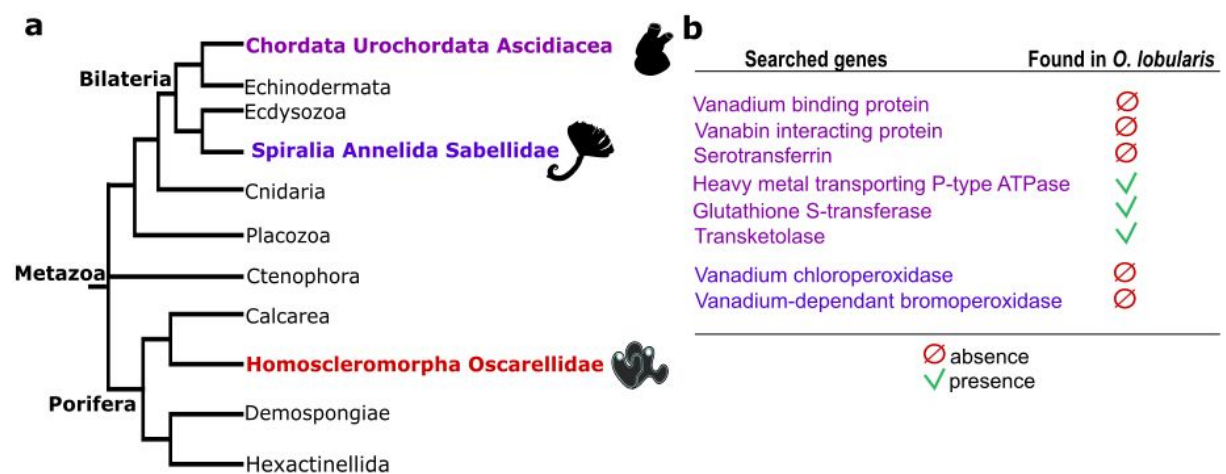 a
Chordata Urochordata Ascidiacea
Bilateria
Echinodermata
Ecdysozoa
Spiralia Annelida Sabellidae
Cnidaria
Placozoa
Metazoa
Ctenophora
Calcarea
Homoscleromorpha Oscarellidae
Porifera
Demospongiae
Hexactinellida
b
Searched genes Found in O. lobularis
Vanadium binding protein
Vanabin interacting protein
Serotransferrin
Heavy metal transporting P-type ATPase
Glutathione S-transferase
Transketolase
Vanadium chloroperoxidase
Vanadium-dependant bromoperoxidase
absence
presence